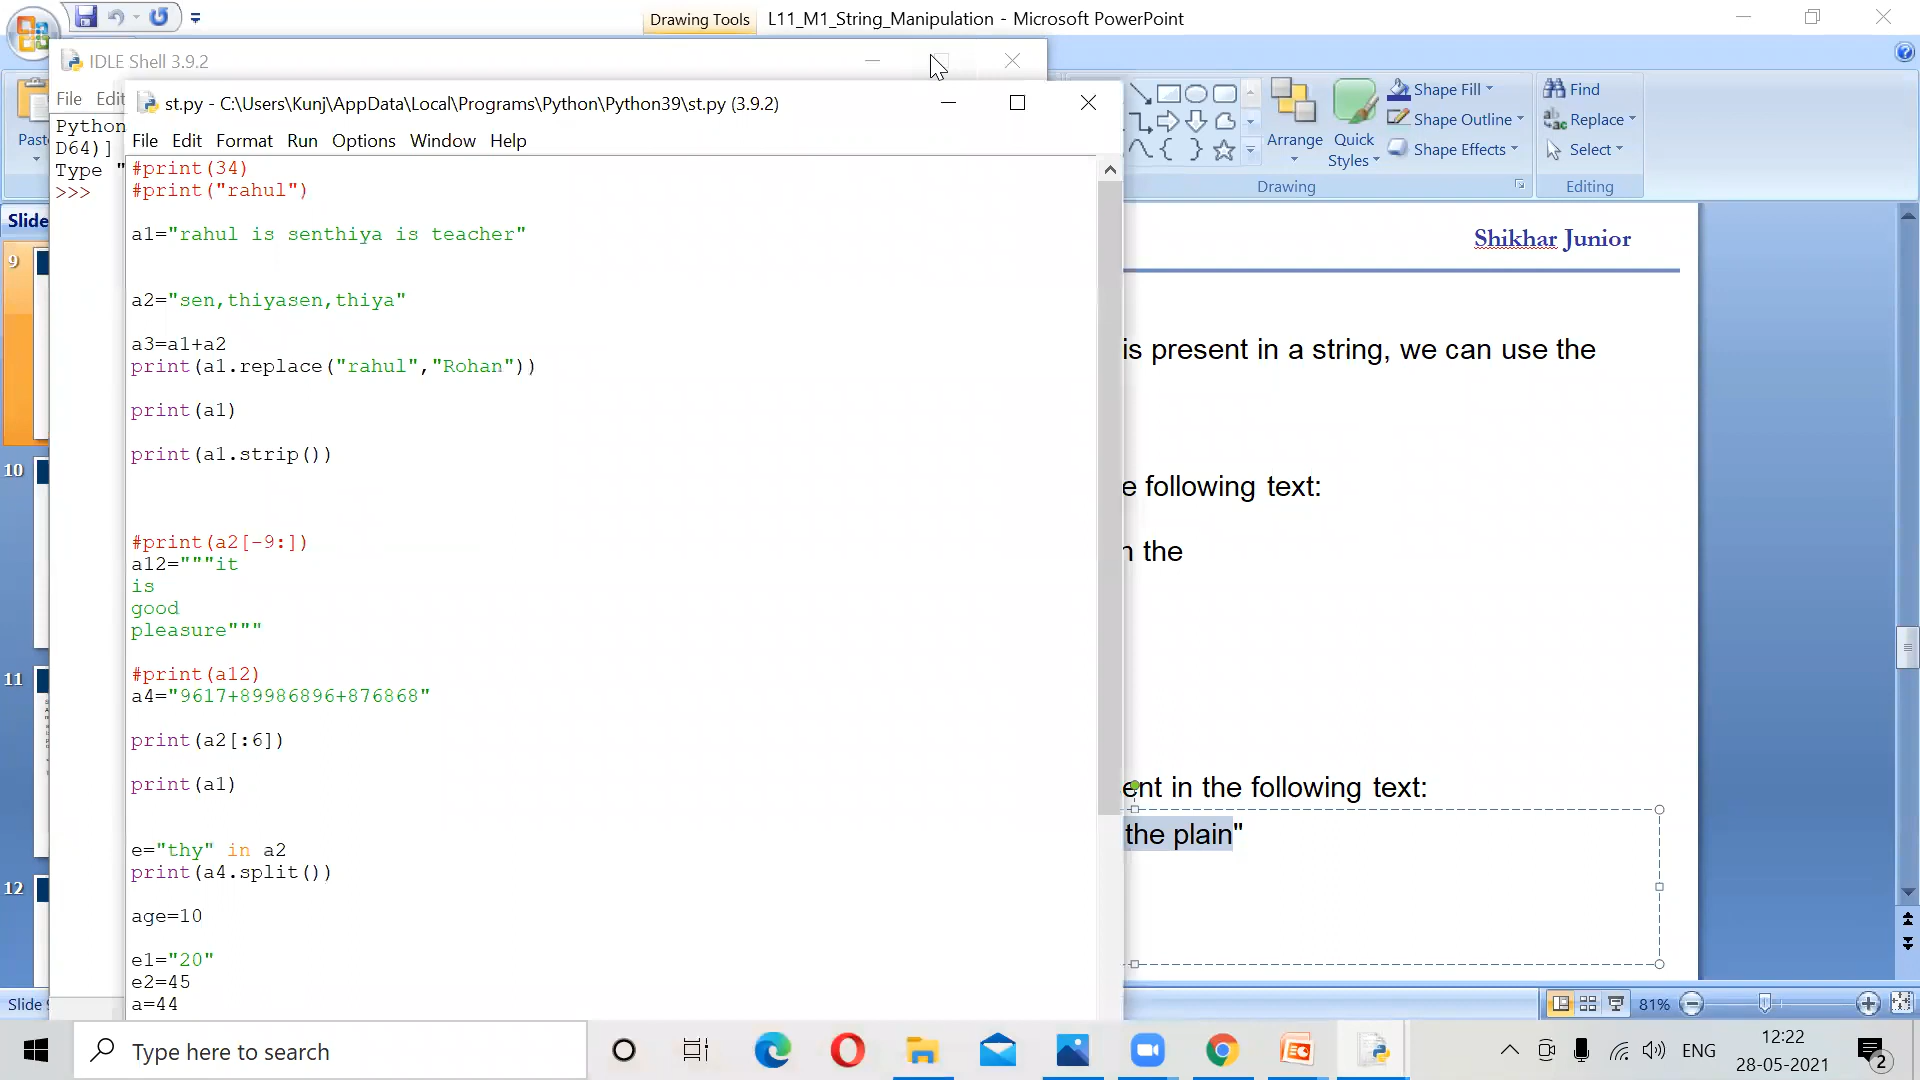 Drawing Tools
L11_M1_String_Manipulation - Microsoft PowerPoint
IDLE Shell 3.9.2
File Edit
Python
D64)]
Type "
>>>
Paste
Slide
9
10
11
12
Slide
st.py - C:\Users\Kunj\AppData\Local\Programs\Python\Python39\st.py (3.9.2)
File Edit Format Run Options Window Help
#print(34)
#print("rahul")
a1="rahul is senthiya is teacher"
a2="sen,thiyasen,thiya"
a3=a1+a2
print(a1.replace("rahul","Rohan"))
print(a1)
print(a1.strip())
#print(a2[-9:])
a12="""it
is
good
pleasure"""
#print(a12)
a4="9617+89986896+876868"
print(a2[:6])
print(a1)
e="thy" in a2
print(a4.split())
age=10
e1="20"
e2=45
a=44
Arrange
Quick
Styles
Shape Fill
Shape Outline
Shape Effects
Drawing
Find
Replace
Select
Editing
Shikhar Junior
is present in a string, we can use the
e following text:
n the
ent in the following text:
the plain"
81%
Type here to search
ENG
12:22
28-05-2021
2